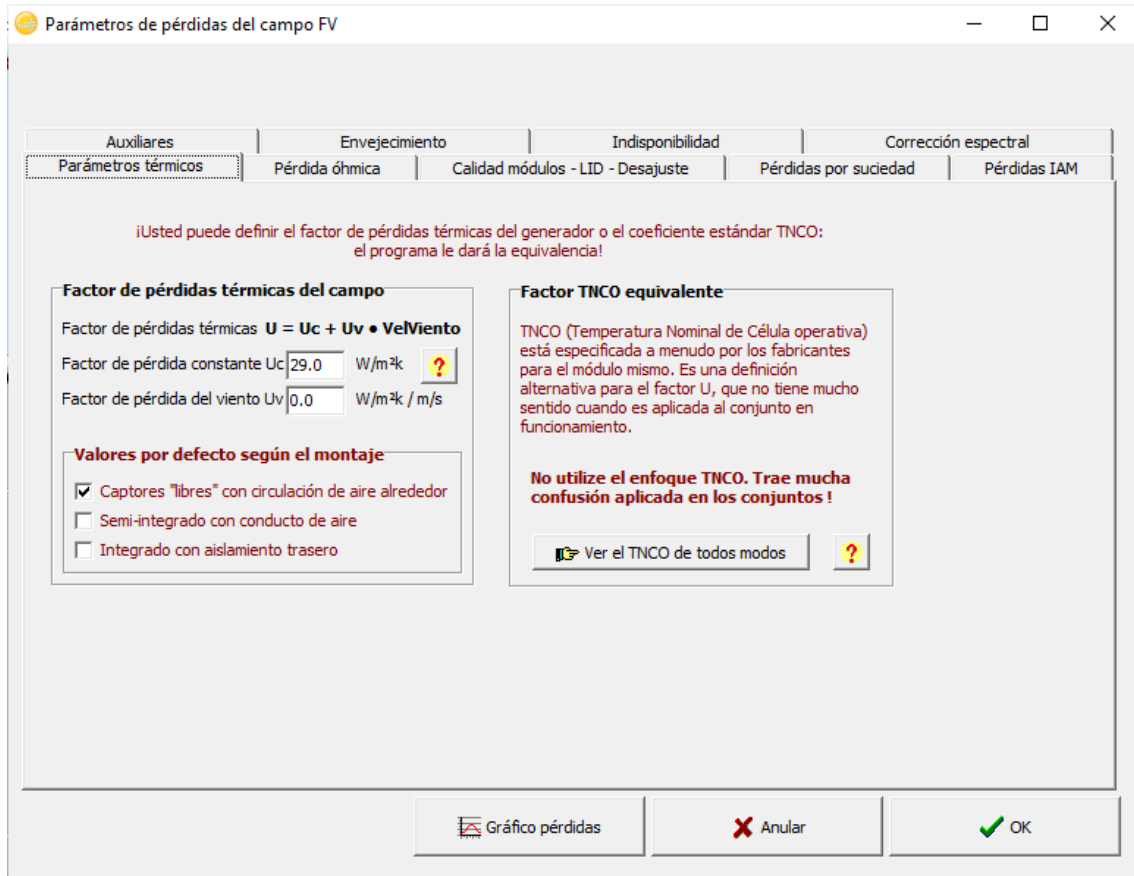 Parámetros de pérdidas del campo FV
Auxiliares
Envejecimiento
Indisponibilidad
Corrección espectral
Parámetros térmicos
Pérdida óhmica
Calidad módulos - LID - Desajuste
Pérdidas por suciedad
Pérdidas IAM
¡Usted puede definir el factor de pérdidas térmicas del generador o el coeficiente estándar TNCO:
el programa le dará la equivalencia!
Factor de pérdidas térmicas del campo
Factor de pérdidas térmicas U = Uc + Uv • VelViento
Factor de pérdida constante Uc 29.0 W/m²k ?
Factor de pérdida del viento Uv 0.0 W/m²k / m/s
Valores por defecto según el montaje
Captores "libres" con circulación de aire alrededor
Semi-integrado con conducto de aire
Integrado con aislamiento trasero
Factor TNCO equivalente
TNCO (Temperatura Nominal de Célula operativa)
está especificada a menudo por los fabricantes
para el módulo mismo. Es una definición
alternativa para el factor U, que no tiene mucho
sentido cuando es aplicada al conjunto en
funcionamiento.
No utilize el enfoque TNCO. Trae mucha
confusión aplicada en los conjuntos !
Ver el TNCO de todos modos ?
Gráfico pérdidas
Anular
OK